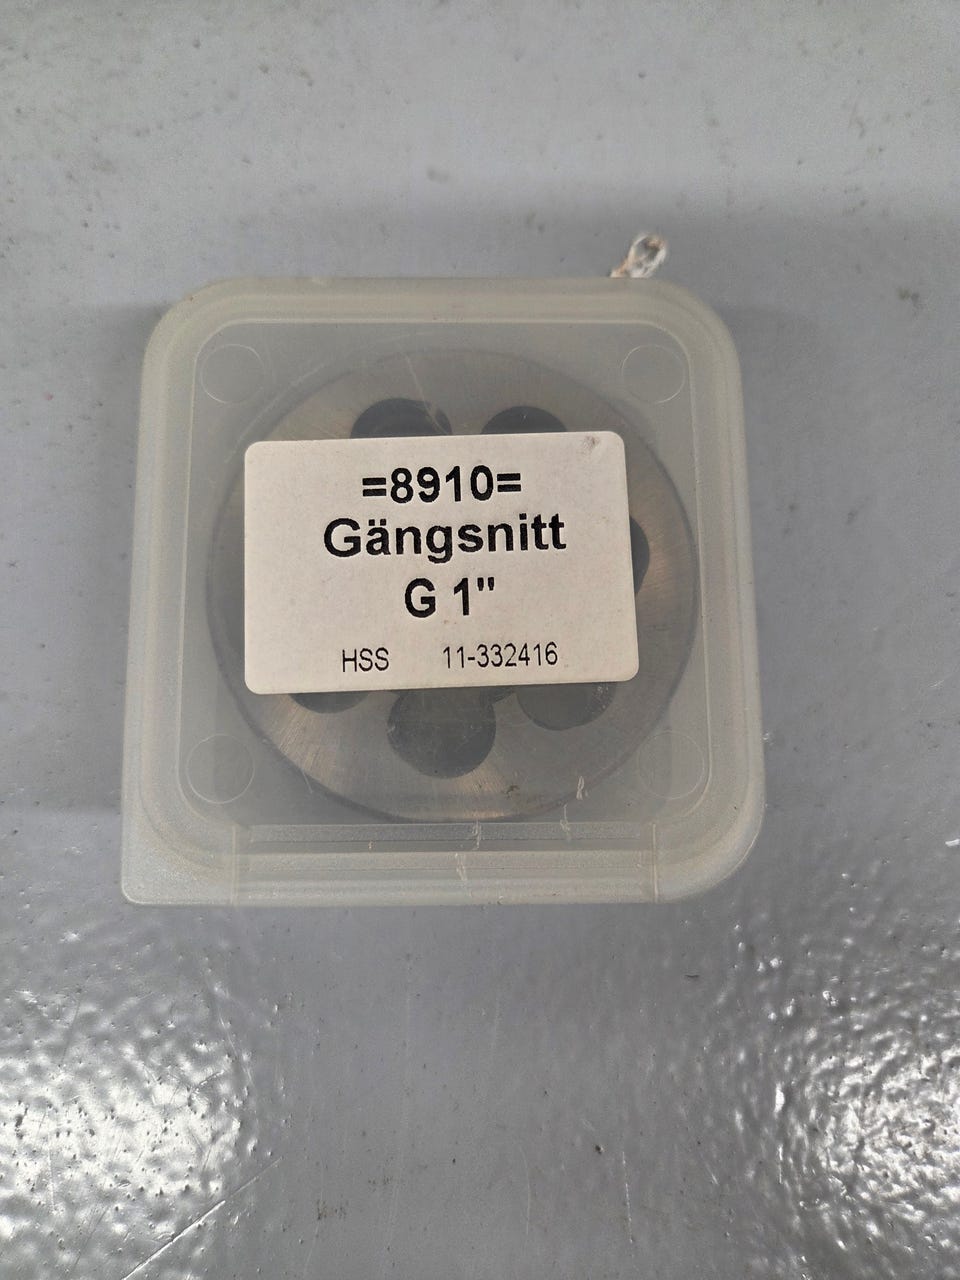 =8910=
Gängsnitt
G 1"
HSS 11-332416